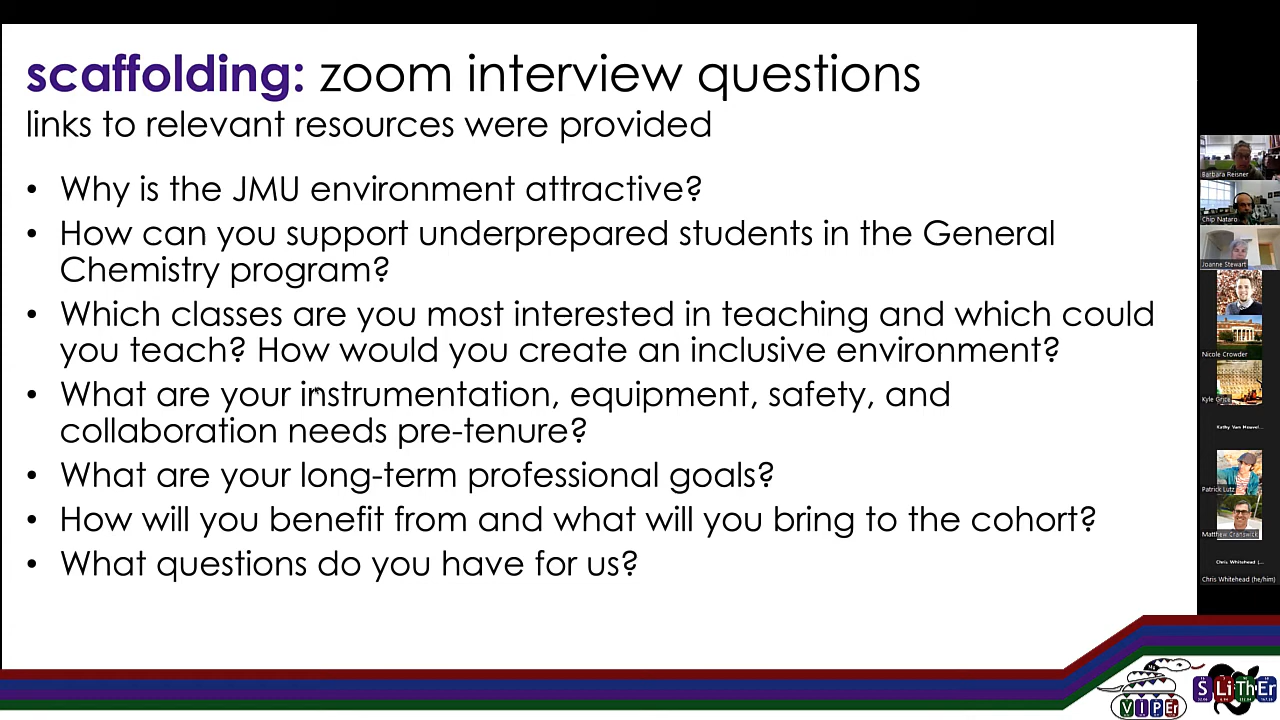 scaffolding: zoom interview questions
links to relevant resources were provided
• Why is the JMU environment attractive?
• How can you support underprepared students in the General
Chemistry program?
• Which classes are you most interested in teaching and which could
you teach? How would you create an inclusive environment?
• What are your instrumentation, equipment, safety, and
collaboration needs pre-tenure?
• What are your long-term professional goals?
• How will you benefit from and what will you bring to the cohort?
• What questions do you have for us?
Barbara Reisner
Chip Nataro
Joanne Stewart
Nicole Crowder
Kyle Grice
Patrick Lutz
Matthew Cranswick
Chris Whitehead (...
Chris Whitehead (he/him)
VIPEr
S LiThEr